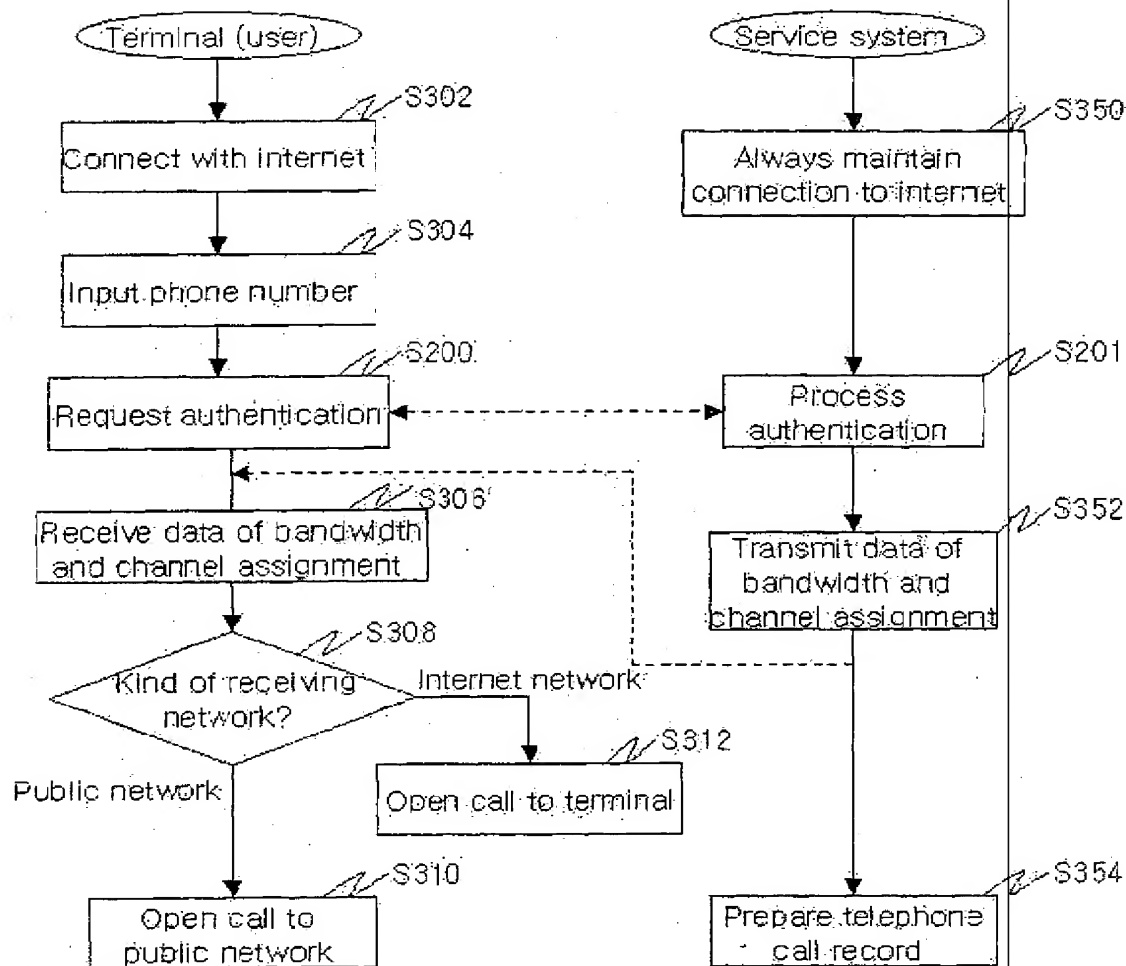 Terminal (user)
Service system
S302
Connect with internet
S350
Always maintain
connection to internet
S304
Input phone number
S200
Request authentication
S201
Process
authentication
S306
Receive data of bandwidth
and channel assignment
S352
Transmit data of
bandwidth and
channel assignment
S308
Kind of receiving
network?
Internet network
S312
Open call to terminal
Public network
S310
Open call to
public network
S354
Prepare telephone
call record